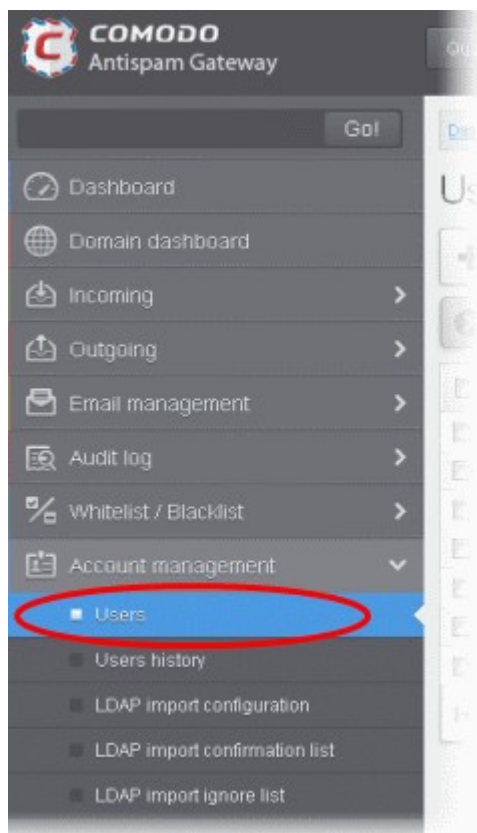 COMODO
Antispam Gateway
Go!
Dashboard
Domain dashboard
Incoming
Outgoing
Email management
Audit log
Whitelist / Blacklist
Account management
Users
Users history
LDAP import configuration
LDAP import confirmation list
LDAP import ignore list